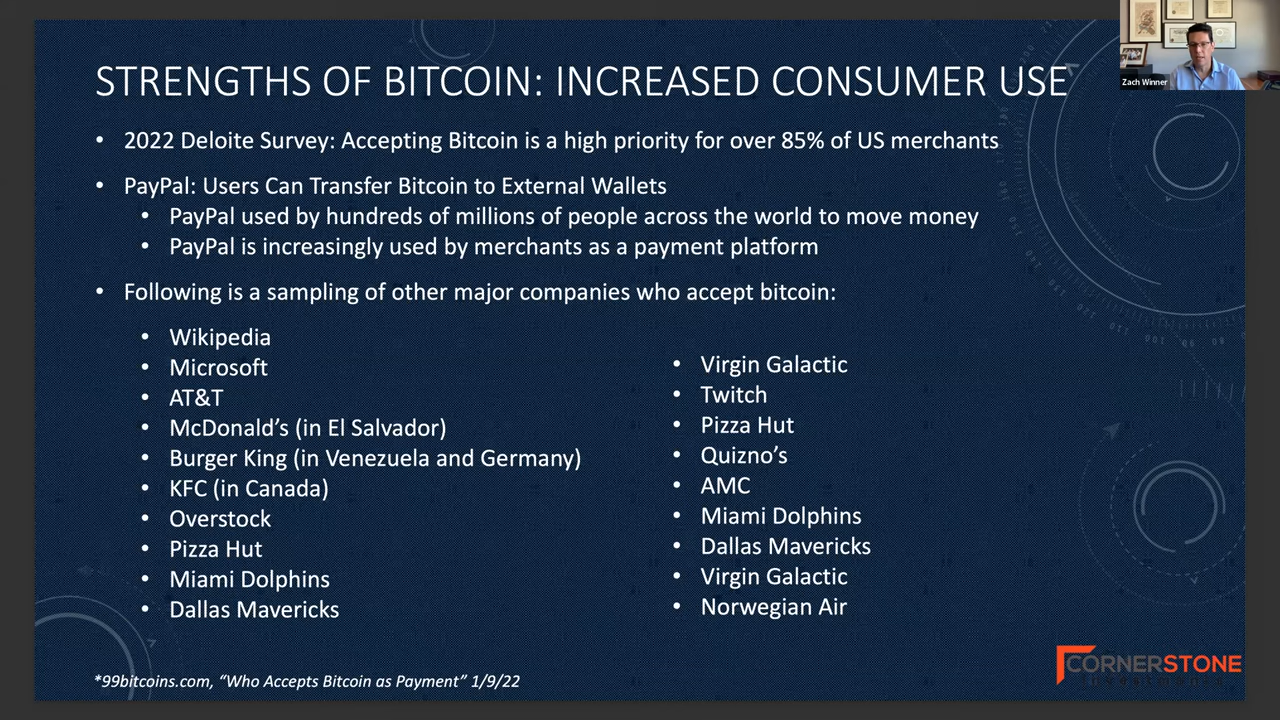 STRENGTHS OF BITCOIN: INCREASED CONSUMER USE
Zach Winner
• 2022 Deloite Survey: Accepting Bitcoin is a high priority for over 85% of US merchants
• PayPal: Users Can Transfer Bitcoin to External Wallets
• PayPal used by hundreds of millions of people across the world to move money
• PayPal is increasingly used by merchants as a payment platform
• Following is a sampling of other major companies who accept bitcoin:
• Wikipedia
• Microsoft
• AT&T
• McDonald's (in El Salvador)
• Burger King (in Venezuela and Germany)
• KFC (in Canada)
• Overstock
• Pizza Hut
• Miami Dolphins
• Dallas Mavericks
• Virgin Galactic
• Twitch
• Pizza Hut
• Quizno's
• AMC
• Miami Dolphins
• Dallas Mavericks
• Virgin Galactic
• Norwegian Air
*99bitcoins.com, “Who Accepts Bitcoin as Payment” 1/9/22
CORNERSTONE